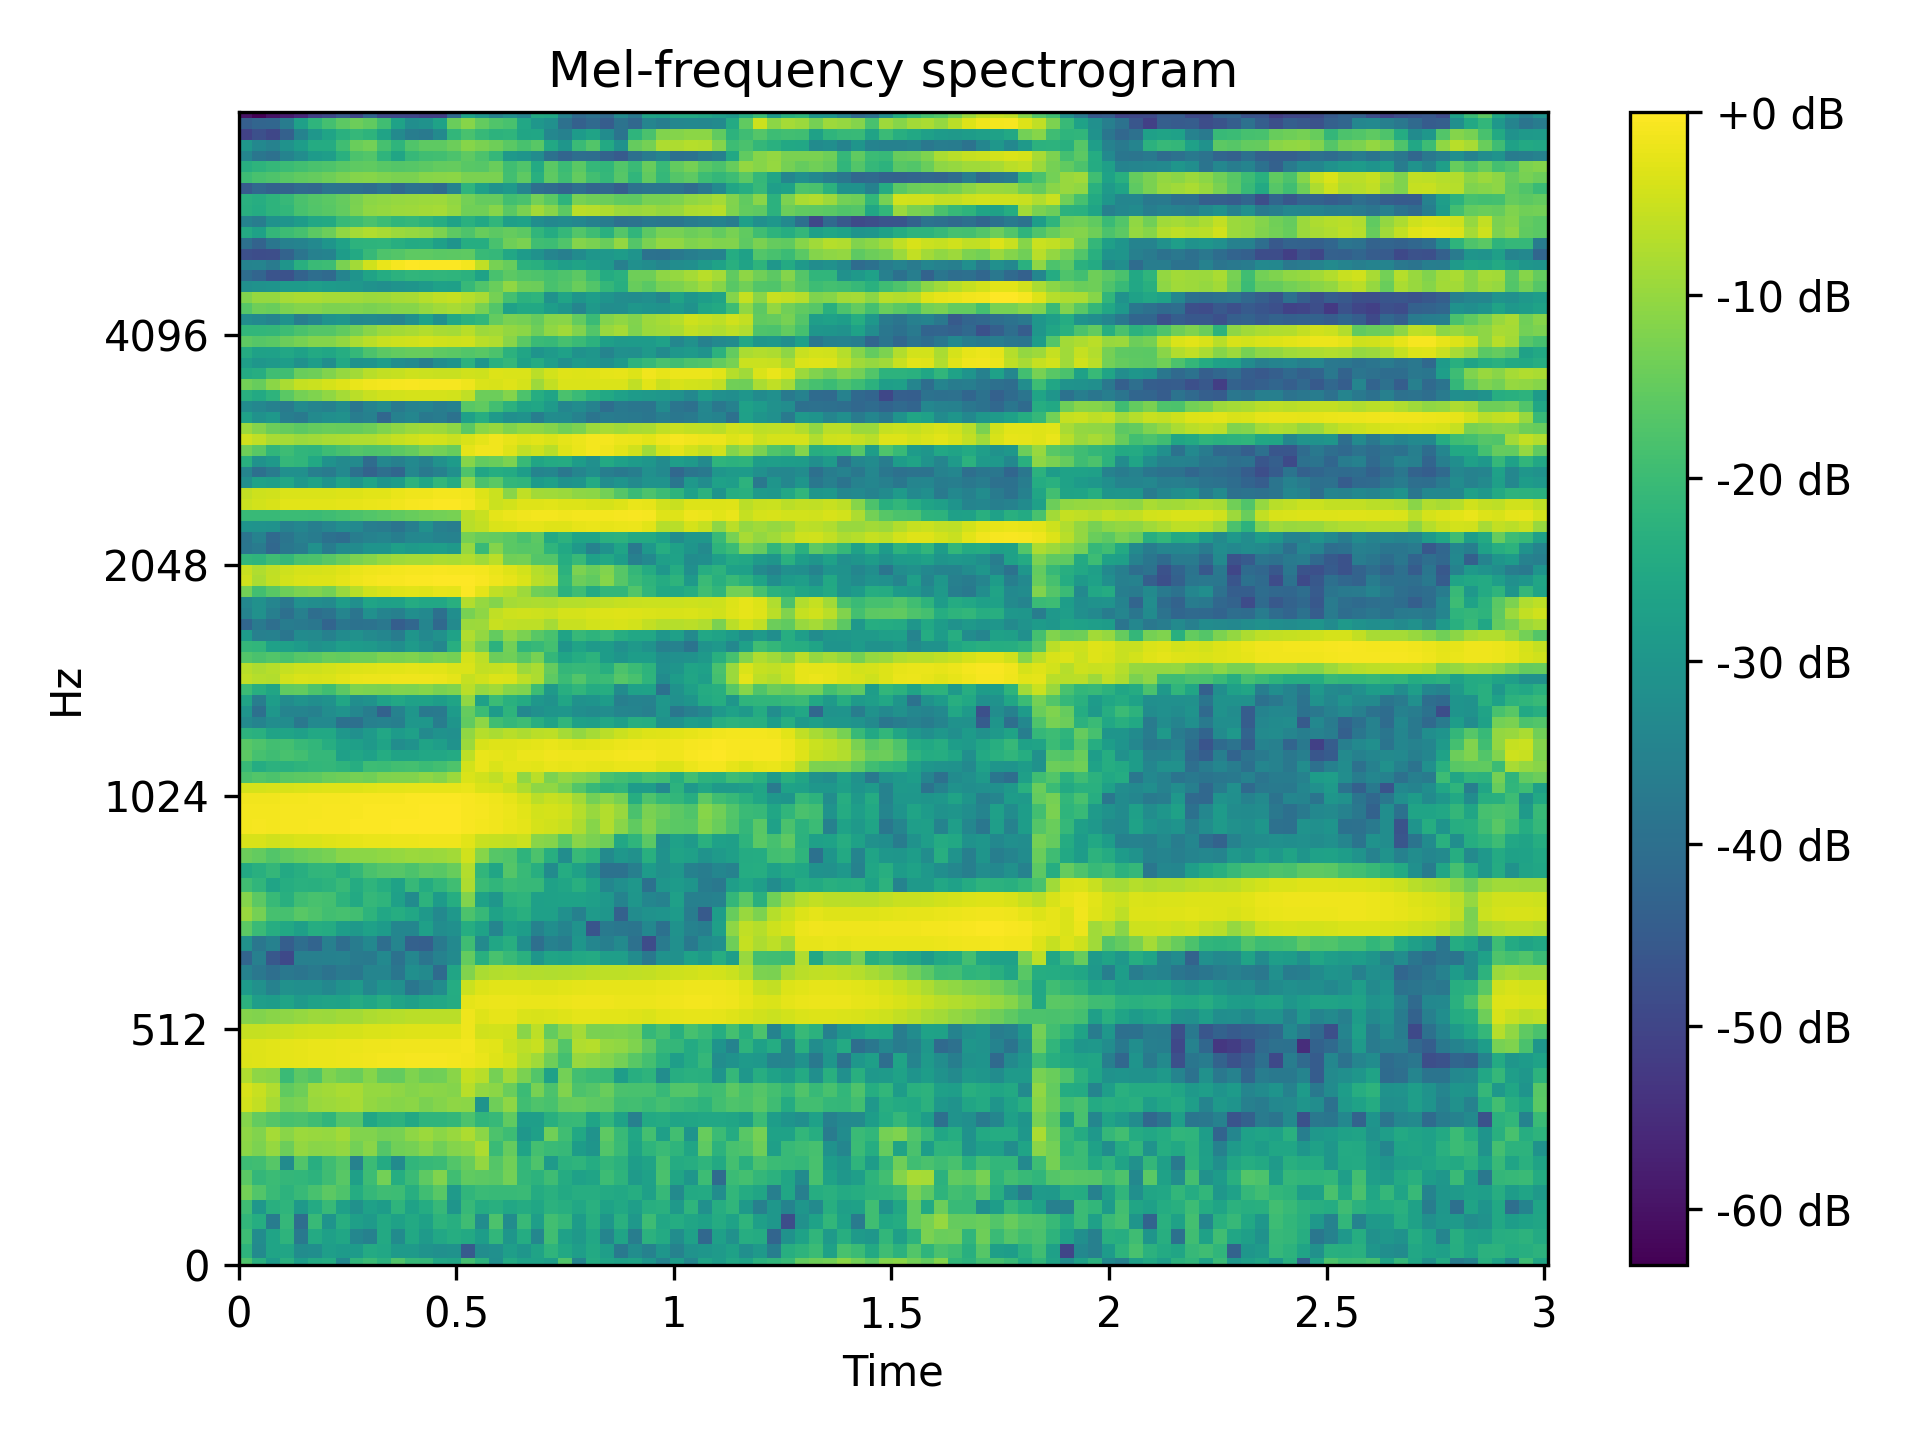 Mel-frequency spectrogram
+0 dB
-10 dB
4096
-20 dB
2048
-30 dB
Hz
1024
-40 dB
512
-50 dB
-60 dB
0
0 0.5 1 1.5 2 2.5 3
Time